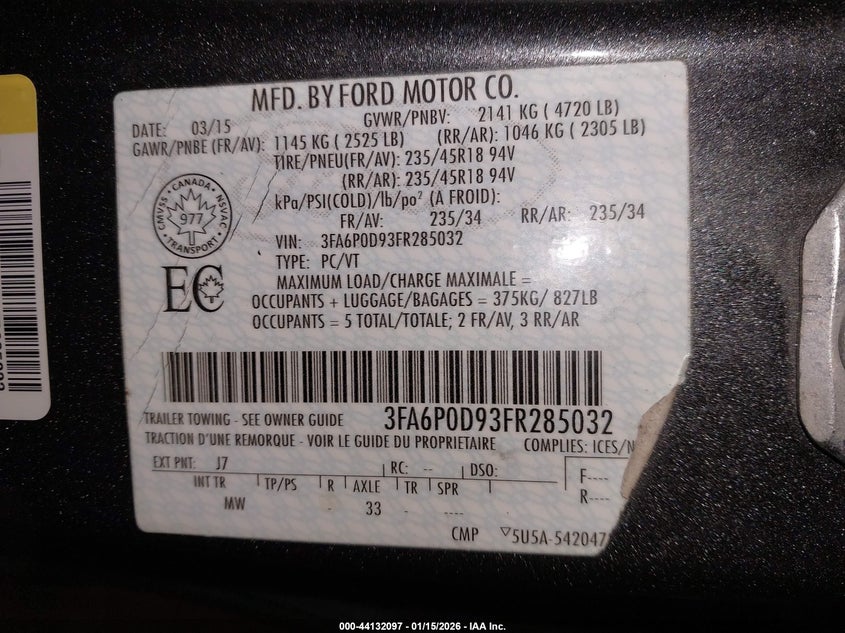 MFD. BY FORD MOTOR CO.
DATE: 03/15 GVWR/PNBV: 2141 KG ( 4720 LB)
GAWR/PNBE (FR/AV): 1145 KG ( 2525 LB) (RR/AR): 1046 KG ( 2305 LB)
TIRE/PNEU(FR/AV): 235/45R18 94V
(RR/AR): 235/45R18 94V
kPa/PSI(COLD)/lb/po² (A FROID):
FR/AV: 235/34 RR/AR: 235/34
CMVSS · CANADA · NSVAC · TRANSPORT ·
977
VIN: 3FA6P0D93FR285032
TYPE: PC/VT
EC
MAXIMUM LOAD/CHARGE MAXIMALE =
OCCUPANTS + LUGGAGE/BAGAGES = 375KG/ 827LB
OCCUPANTS = 5 TOTAL/TOTALE; 2 FR/AV, 3 RR/AR
TRAILER TOWING - SEE OWNER GUIDE 3FA6P0D93FR285032
TRACTION D'UNE REMORQUE - VOIR LE GUIDE DU PROPRIETAIRE COMPLIES: ICES/N
EXT PNT: J7 RC: -- DSO: F----
INT TR TP/PS R AXLE TR SPR R----
MW 33 - ----
CMP ▽5U5A-542047
000-44132097 - 01/15/2026 - IAA Inc.